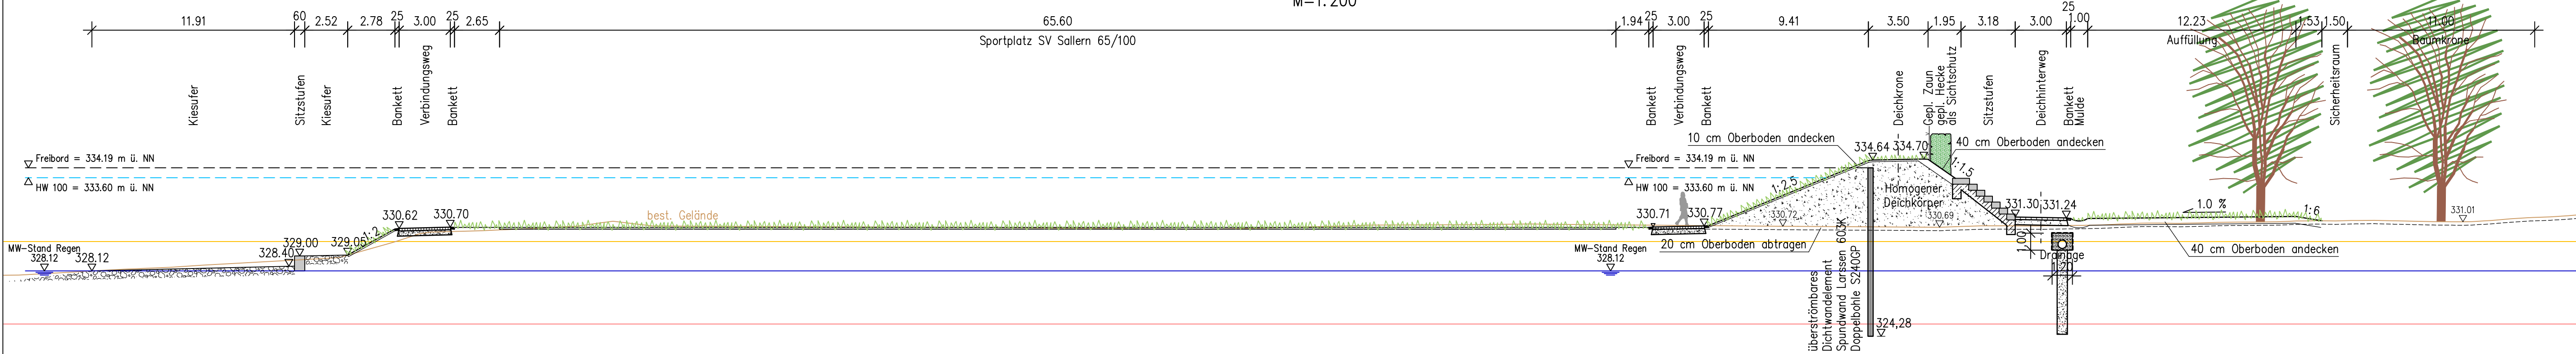 M=1:200
11.91
60
2.52
2.78
25
3.00
25
2.65
65.60
1.94
25
3.00
25
9.41
3.50
1.95
3.18
3.00
25
1.00
12.23
1.53
1.50
11.00
Sportplatz SV Sallern 65/100
Auffüllung
Baumkrone
Kiesufer
Sitzstufen
Kiesufer
Bankett
Verbindungsweg
Bankett
Bankett
Verbindungsweg
Bankett
Deichkrone
Gepl. Zaun
gepl. Hecke
als Sichtschutz
Sitzstufen
Deichhinterweg
Bankett
Mulde
Sicherheitsraum
Freibord = 334.19 m ü. NN
HW 100 = 333.60 m ü. NN
Freibord = 334.19 m ü. NN
HW 100 = 333.60 m ü. NN
10 cm Oberboden andecken
334.64
334.70
40 cm Oberboden andecken
1:1.5
1:2.5
Homogener
Deichkörper
best. Gelände
330.62
330.70
330.71
330.77
330.72
330.69
331.30
331.24
1.0 %
1:6
331.01
1:2
329.00
329.05
328.40
MW-Stand Regen
328.12
328.12
MW-Stand Regen
328.12
20 cm Oberboden abtragen
40 cm Oberboden andecken
1.00
Drainage
1.20
überströmbares
Dichtwandelement
Spundwand Larssen 603K
Doppelbohle S240GP
324,28